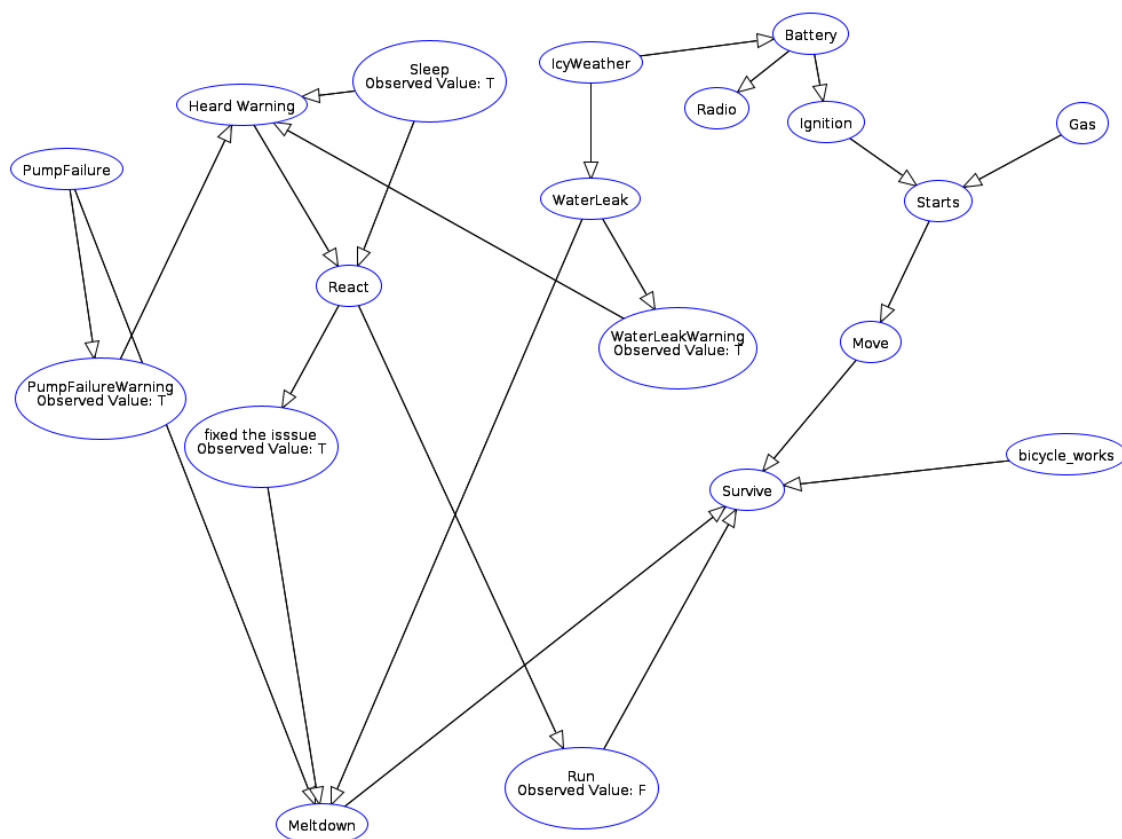 Battery
IcyWeather
Sleep
Observed Value: T
Heard Warning
Radio
Ignition
Gas
PumpFailure
WaterLeak
Starts
React
WaterLeakWarning
Observed Value: T
Move
PumpFailureWarning
Observed Value: T
fixed the isssue
Observed Value: T
bicycle_works
Survive
Run
Observed Value: F
Meltdown